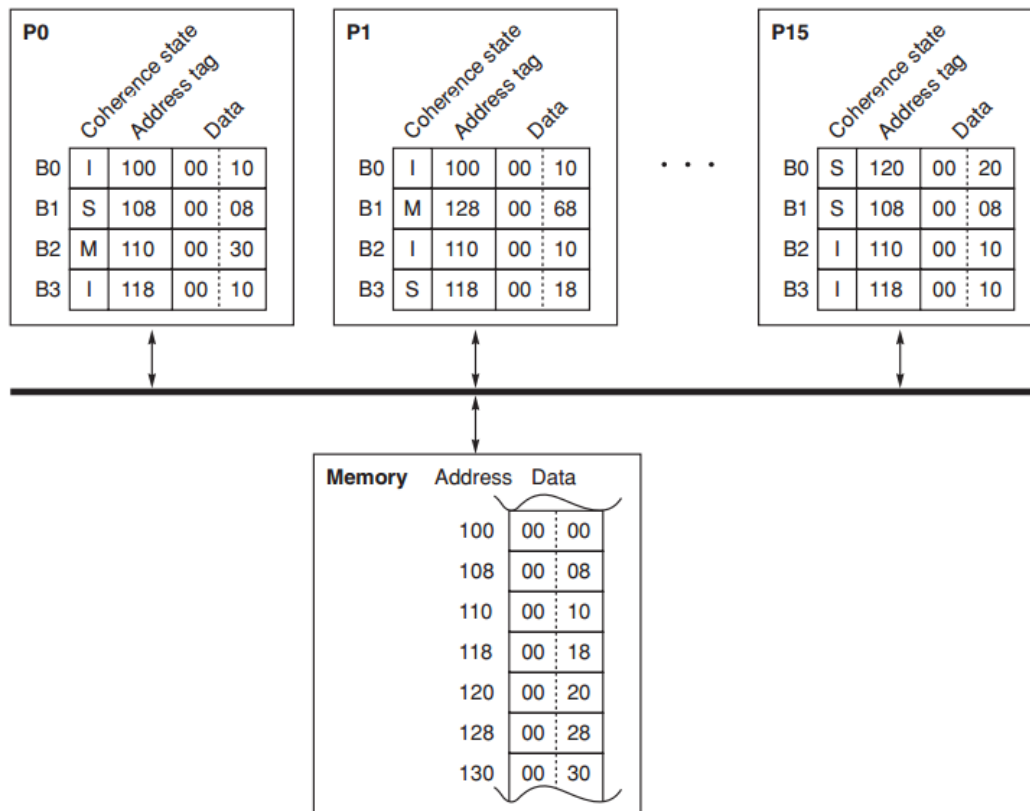 P0
Coherence state
Address tag
Data
B0 I 100 00 10
B1 S 108 00 08
B2 M 110 00 30
B3 I 118 00 10
P1
Coherence state
Address tag
Data
B0 I 100 00 10
B1 M 128 00 68
B2 I 110 00 10
B3 S 118 00 18
. . .
P15
Coherence state
Address tag
Data
B0 S 120 00 20
B1 S 108 00 08
B2 I 110 00 10
B3 I 118 00 10
Memory Address Data
100 00 00
108 00 08
110 00 10
118 00 18
120 00 20
128 00 28
130 00 30